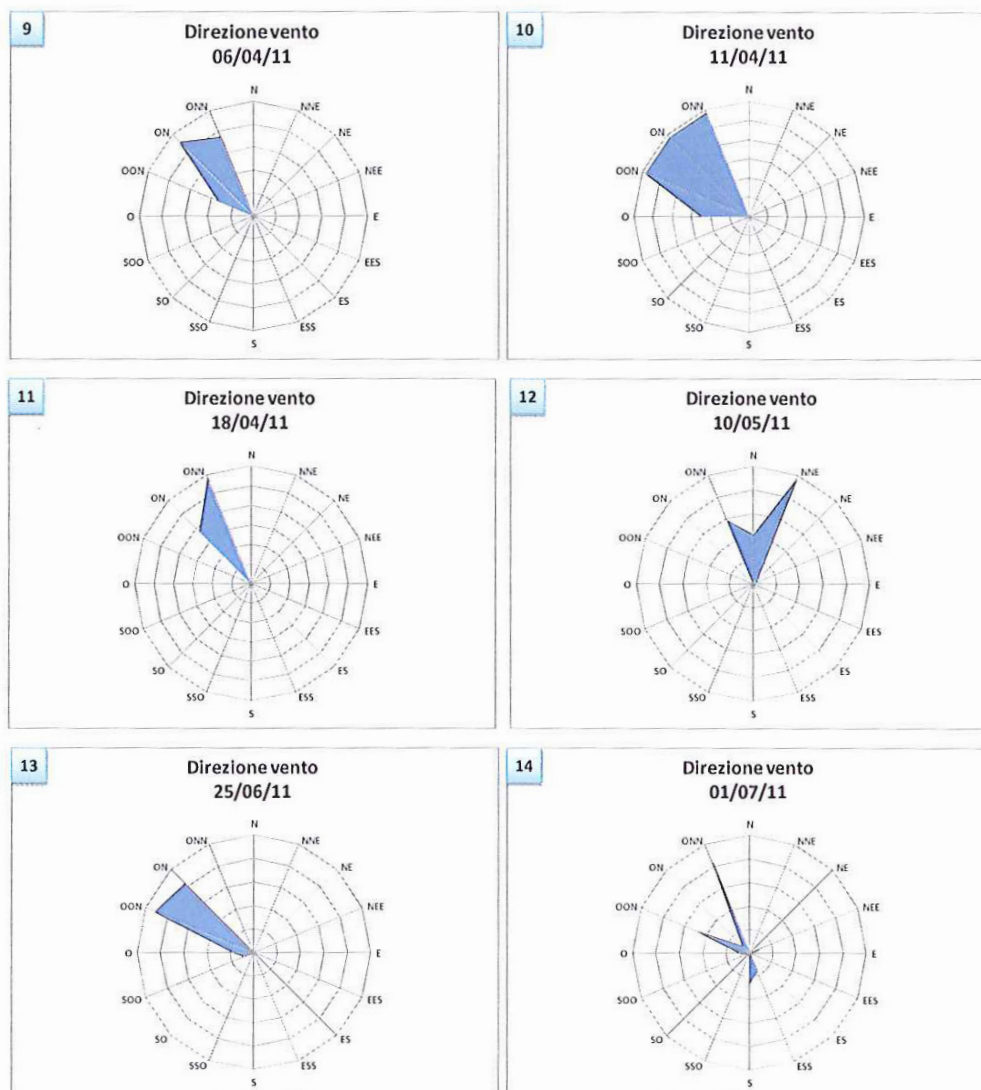 9
Direzione vento
06/04/11
N
NNE
NE
NEE
E
EES
ES
ESS
S
SSO
SO
SOO
O
OON
ON
ONN
10
Direzione vento
11/04/11
N
NNE
NE
NEE
E
EES
ES
ESS
S
SSO
SO
SOO
O
OON
ON
ONN
11
Direzione vento
18/04/11
N
NNE
NE
NEE
E
EES
ES
ESS
S
SSO
SO
SOO
O
OON
ON
ONN
12
Direzione vento
10/05/11
N
NNE
NE
NEE
E
EES
ES
ESS
S
SSO
SO
SOO
O
OON
ON
ONN
13
Direzione vento
25/06/11
N
NNE
NE
NEE
E
EES
ES
ESS
S
SSO
SO
SOO
O
OON
ON
ONN
14
Direzione vento
01/07/11
N
NNE
NE
NEE
E
EES
ES
ESS
S
SSO
SO
SOO
O
OON
ON
ONN